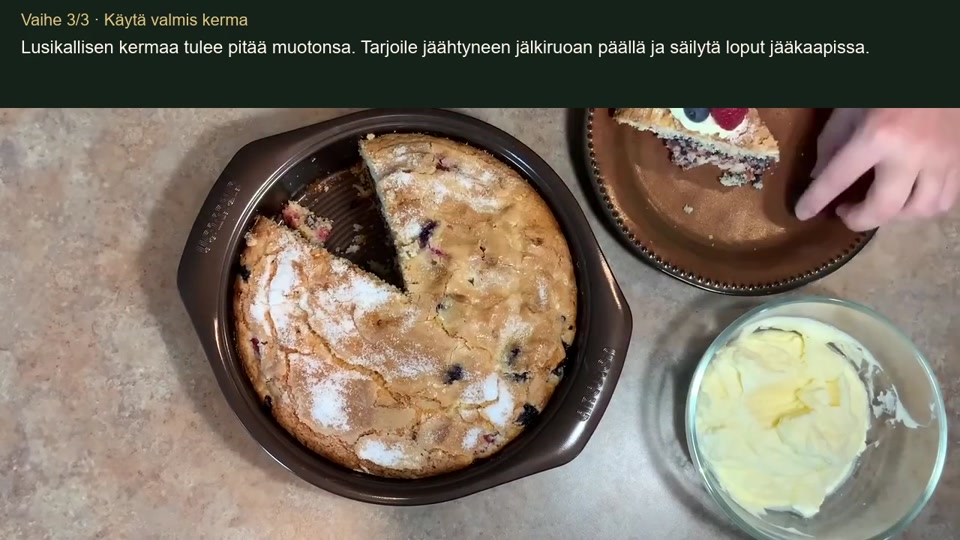 Vaihe 3/3 · Käytä valmis kerma
Lusikallisen kermaa tulee pitää muotonsa. Tarjoile jäähtyneen jälkiruoan päällä ja säilytä loput jääkaapissa.